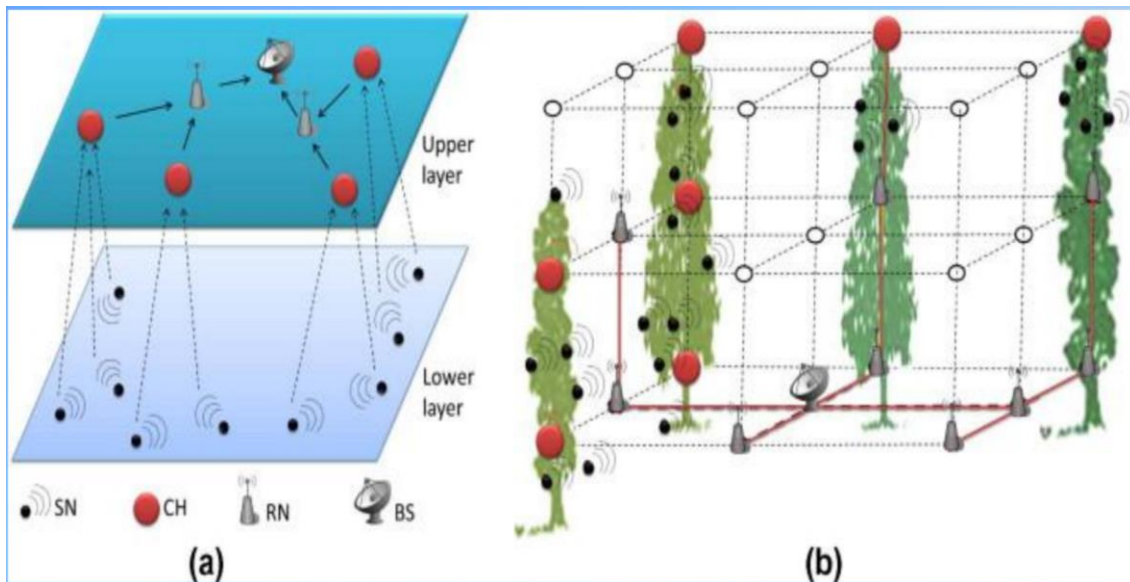 Upper
layer
Lower
layer
SN
CH
RN
BS
(a)
(b)